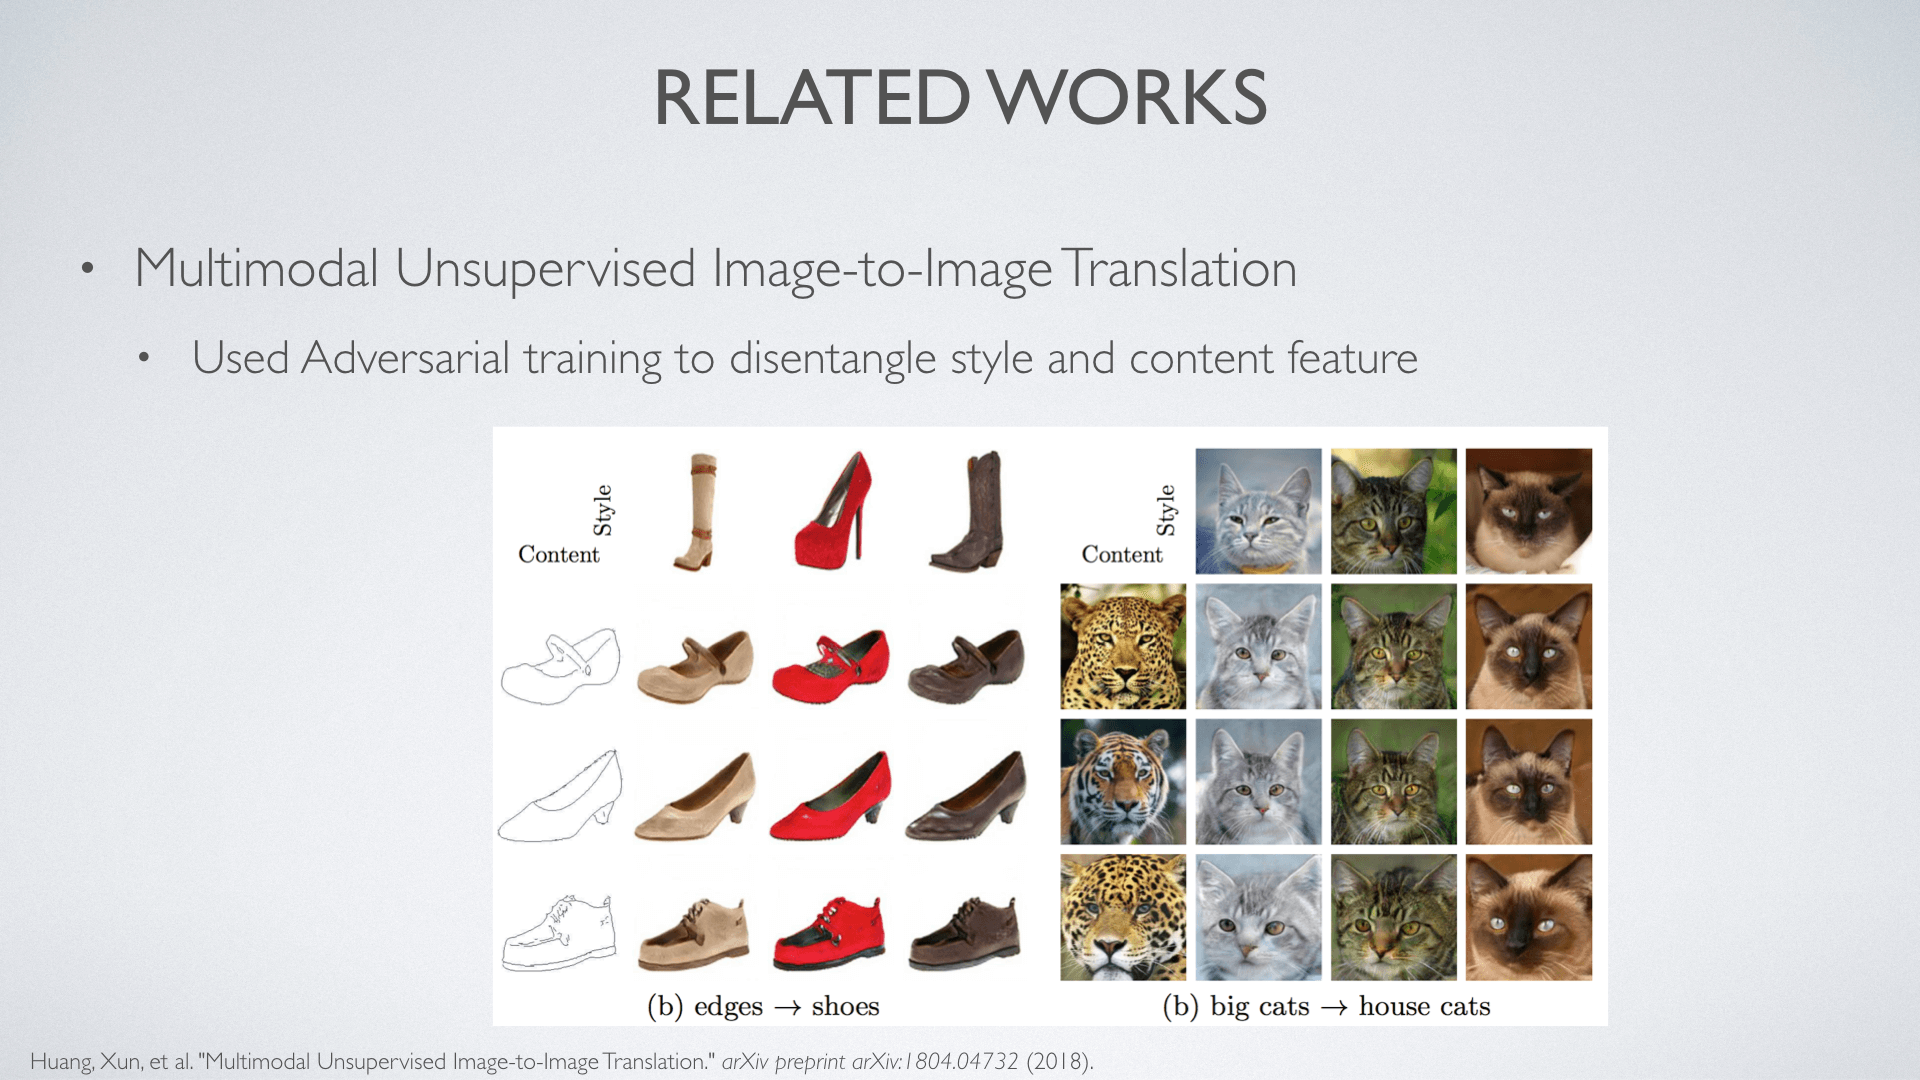 RELATED WORKS
• Multimodal Unsupervised Image-to-Image Translation
• Used Adversarial training to disentangle style and content feature
Style
Content
(b) edges → shoes
Style
Content
(b) big cats → house cats
Huang, Xun, et al. "Multimodal Unsupervised Image-to-Image Translation." arXiv preprint arXiv:1804.04732 (2018).